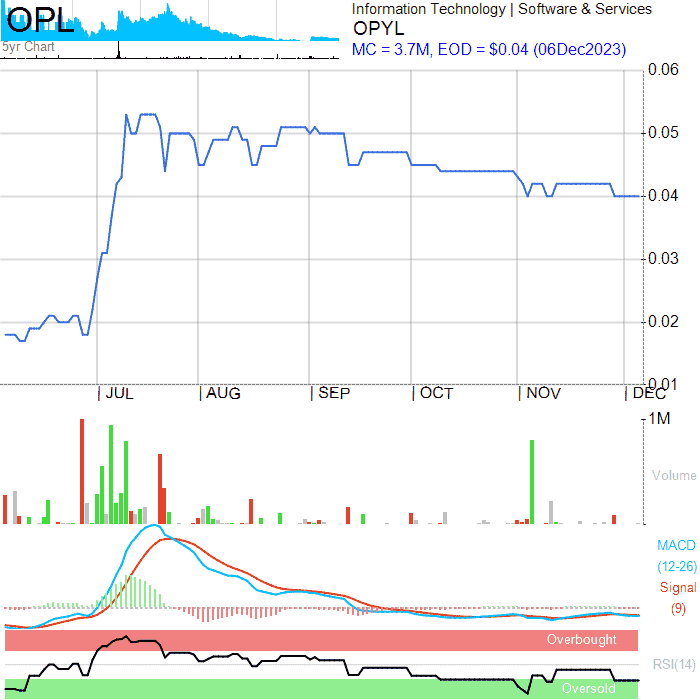 OPL
5yr Chart
Information Technology | Software & Services
OPYL
MC = 3.7M, EOD = $0.04 (06Dec2023)
0.06
0.05
0.04
0.03
0.02
0.01
| JUL | AUG | SEP | OCT | NOV | DEC
1M
Volume
MACD
(12-26)
Signal
(9)
Overbought
RSI(14)
Oversold